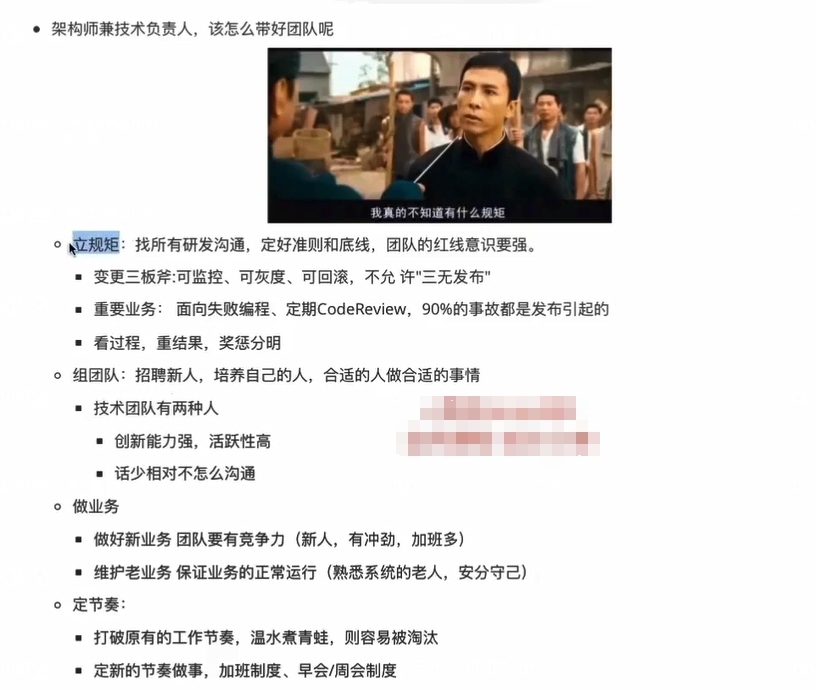 架构师兼技术负责人，该怎么带好团队呢
我真的不知道有什么规矩
立规矩：找所有研发沟通，定好准则和底线，团队的红线意识要强。
变更三板斧:可监控、可灰度、可回滚，不允 许"三无发布"
重要业务： 面向失败编程、定期CodeReview，90%的事故都是发布引起的
看过程，重结果，奖惩分明
组团队：招聘新人，培养自己的人，合适的人做合适的事情
技术团队有两种人
创新能力强，活跃性高
话少相对不怎么沟通
做业务
做好新业务 团队要有竞争力（新人，有冲劲，加班多）
维护老业务 保证业务的正常运行（熟悉系统的老人，安分守己）
定节奏：
打破原有的工作节奏，温水煮青蛙，则容易被淘汰
定新的节奏做事，加班制度、早会/周会制度